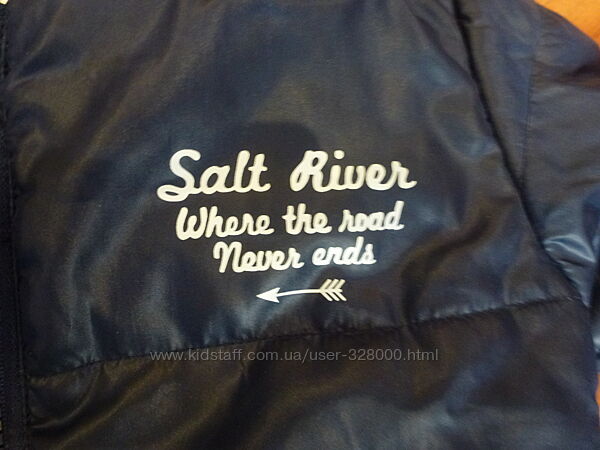 Salt River
Where the road
Never ends
www.kidstaff.com.ua/user-328000.html